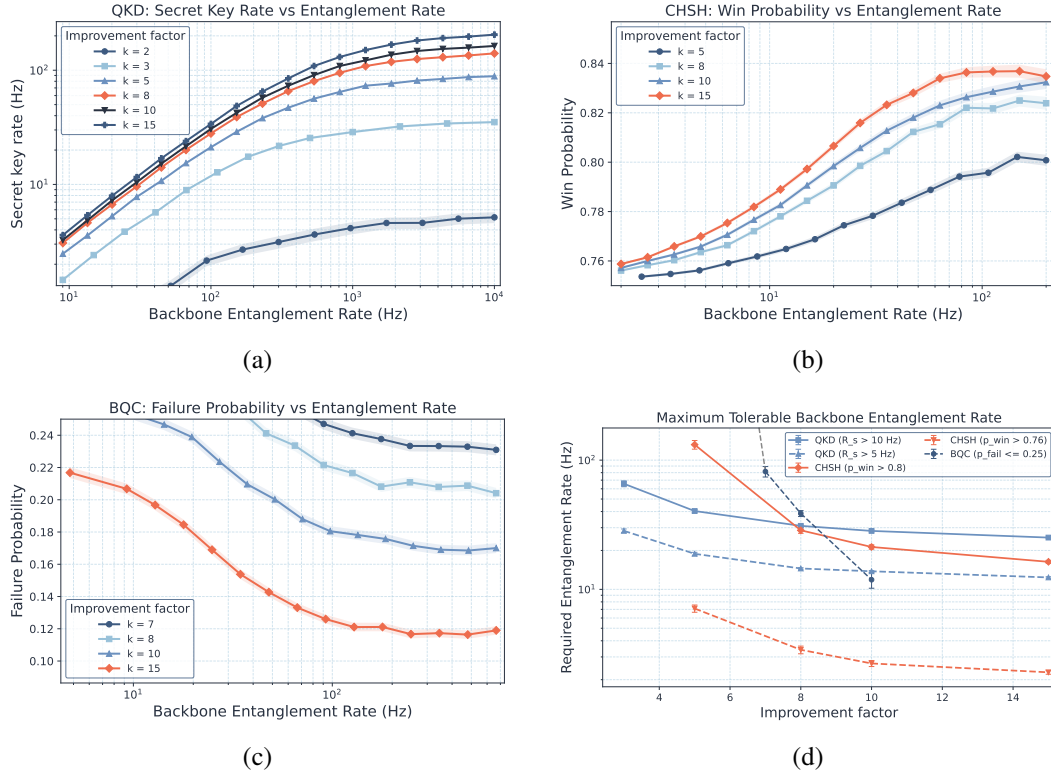 QKD: Secret Key Rate vs Entanglement Rate
Improvement factor
k = 2
k = 3
k = 5
k = 8
k = 10
k = 15
10²
10¹
Secret key rate (Hz)
10¹ 10² 10³ 10⁴
Backbone Entanglement Rate (Hz)
(a)
CHSH: Win Probability vs Entanglement Rate
Improvement factor
k = 5
k = 8
k = 10
k = 15
0.84
0.82
0.80
0.78
0.76
Win Probability
10¹ 10²
Backbone Entanglement Rate (Hz)
(b)
BQC: Failure Probability vs Entanglement Rate
0.24
0.22
0.20
0.18
0.16
0.14
0.12
0.10
Failure Probability
Improvement factor
k = 7
k = 8
k = 10
k = 15
10¹ 10²
Backbone Entanglement Rate (Hz)
(c)
Maximum Tolerable Backbone Entanglement Rate
QKD (R_s > 10 Hz)
QKD (R_s > 5 Hz)
CHSH (p_win > 0.8)
CHSH (p_win > 0.76)
BQC (p_fail <= 0.25)
10²
10¹
Required Entanglement Rate (Hz)
4 6 8 10 12 14
Improvement factor
(d)